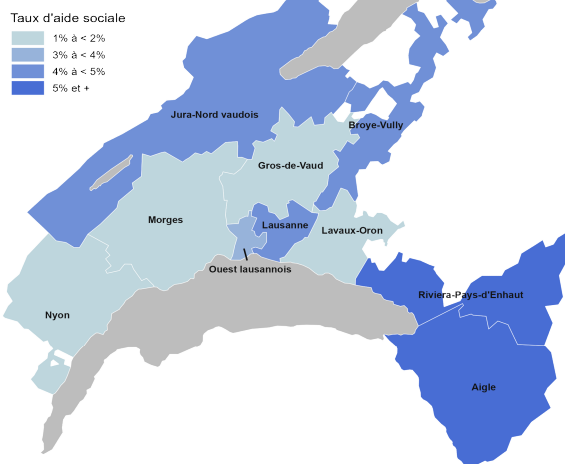 Taux d'aide sociale
1% à < 2%
3% à < 4%
4% à < 5%
5% et +
Jura-Nord vaudois
Broye-Vully
Gros-de-Vaud
Morges
Lausanne
Lavaux-Oron
Ouest lausannois
Riviera-Pays-d'Enhaut
Nyon
Aigle